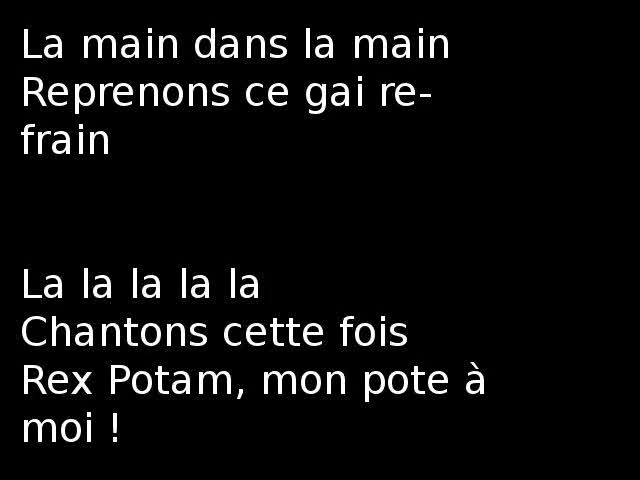 La main dans la main
Reprenons ce gai re-
frain
La la la la la
Chantons cette fois
Rex Potam, mon pote à
moi !